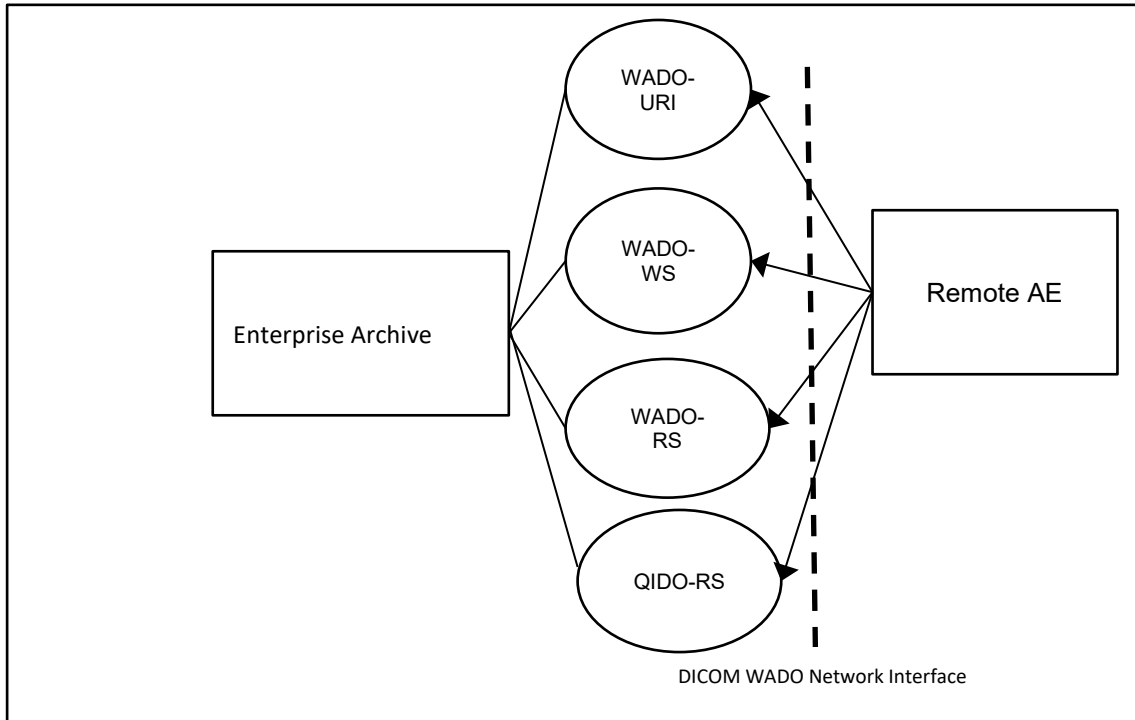 WADO-
URI
WADO-
WS
Enterprise Archive
Remote AE
WADO-
RS
QIDO-RS
DICOM WADO Network Interface